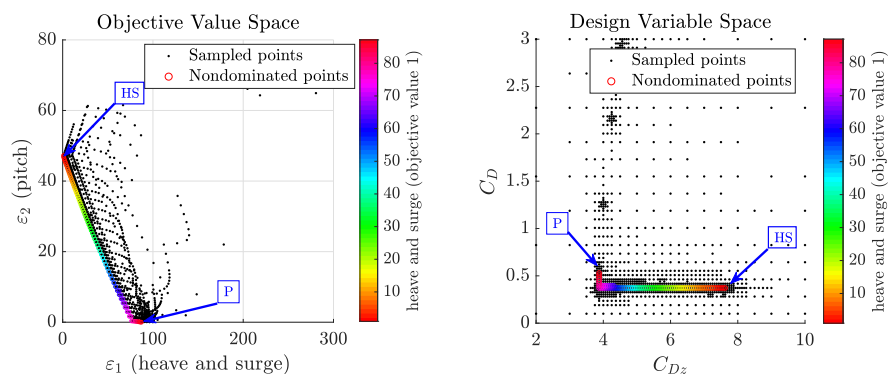 Objective Value Space
80
60
40
20
0
ε₂ (pitch)
Sampled points
Nondominated points
HS
P
0
100
200
300
ε₁ (heave and surge)
80
70
60
50
40
30
20
10
heave and surge (objective value 1)
Design Variable Space
3
2.5
2
1.5
1
0.5
0
C_D
Sampled points
Nondominated points
P
HS
2
4
6
8
10
C_{Dz}
80
70
60
50
40
30
20
10
heave and surge (objective value 1)